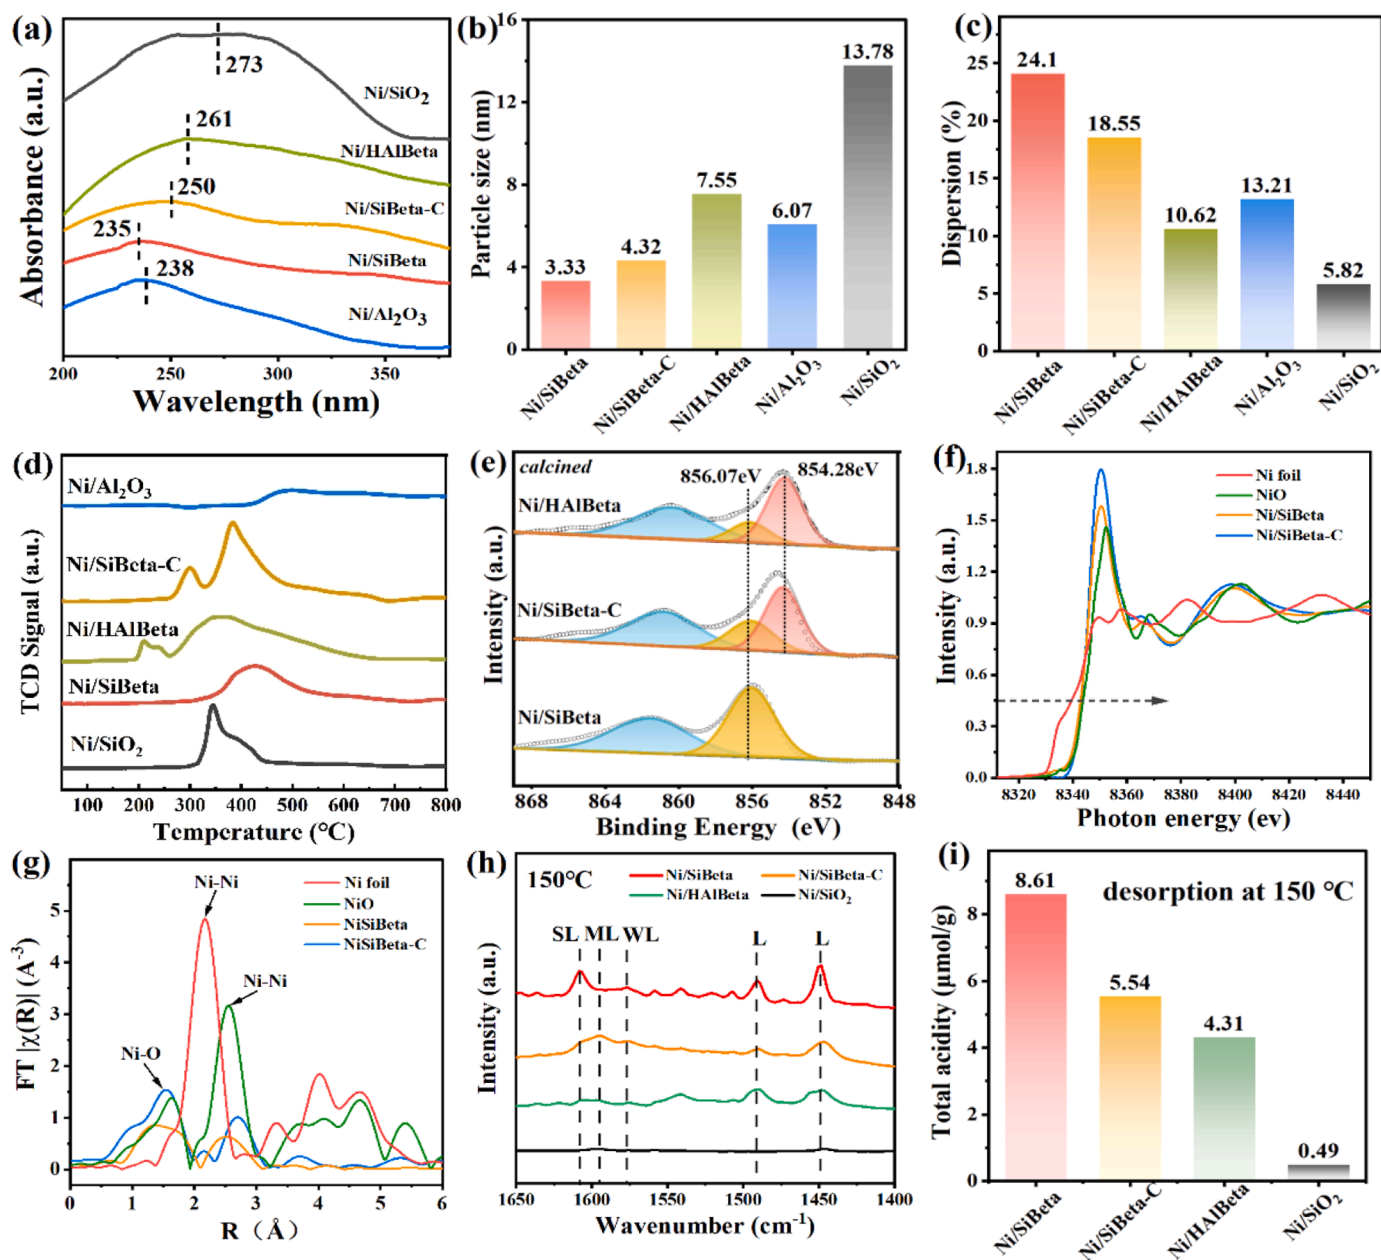 (a)
273
Ni/SiO2
261
Ni/HAlBeta
250
Ni/SiBeta-C
235
Ni/SiBeta
238
Ni/Al2O3
Absorbance (a.u.)
200 250 300 350
Wavelength (nm)
(b)
16
12
8
4
0
Particle size (nm)
3.33
4.32
7.55
6.07
13.78
Ni/SiBeta
Ni/SiBeta-C
Ni/HAlBeta
Ni/Al2O3
Ni/SiO2
(c)
25
20
15
10
5
0
Dispersion (%)
24.1
18.55
10.62
13.21
5.82
Ni/SiBeta
Ni/SiBeta-C
Ni/HAlBeta
Ni/Al2O3
Ni/SiO2
(d)
Ni/Al2O3
Ni/SiBeta-C
Ni/HAlBeta
Ni/SiBeta
Ni/SiO2
TCD Signal (a.u.)
100 200 300 400 500 600 700 800
Temperature (°C)
(e)
calcined
856.07eV
854.28eV
Ni/HAlBeta
Ni/SiBeta-C
Ni/SiBeta
Intensity (a.u.)
868 864 860 856 852 848
Binding Energy (eV)
(f)
1.8
1.5
1.2
0.9
0.6
0.3
0.0
Intensity (a.u.)
Ni foil
NiO
Ni/SiBeta
Ni/SiBeta-C
8320 8340 8360 8380 8400 8420 8440
Photon energy (ev)
(g)
5
4
3
2
1
0
FT |χ(R)| (A-3)
Ni-Ni
Ni-Ni
Ni-O
Ni foil
NiO
NiSiBeta
NiSiBeta-C
0 1 2 3 4 5 6
R (Å)
(h)
150°C
Ni/SiBeta
Ni/SiBeta-C
Ni/HAlBeta
Ni/SiO2
SL ML WL L L
Intensity (a.u.)
1650 1600 1550 1500 1450 1400
Wavenumber (cm-1)
(i)
desorption at 150 °C
8
6
4
2
0
Total acidity (μmol/g)
8.61
5.54
4.31
0.49
Ni/SiBeta
Ni/SiBeta-C
Ni/HAlBeta
Ni/SiO2